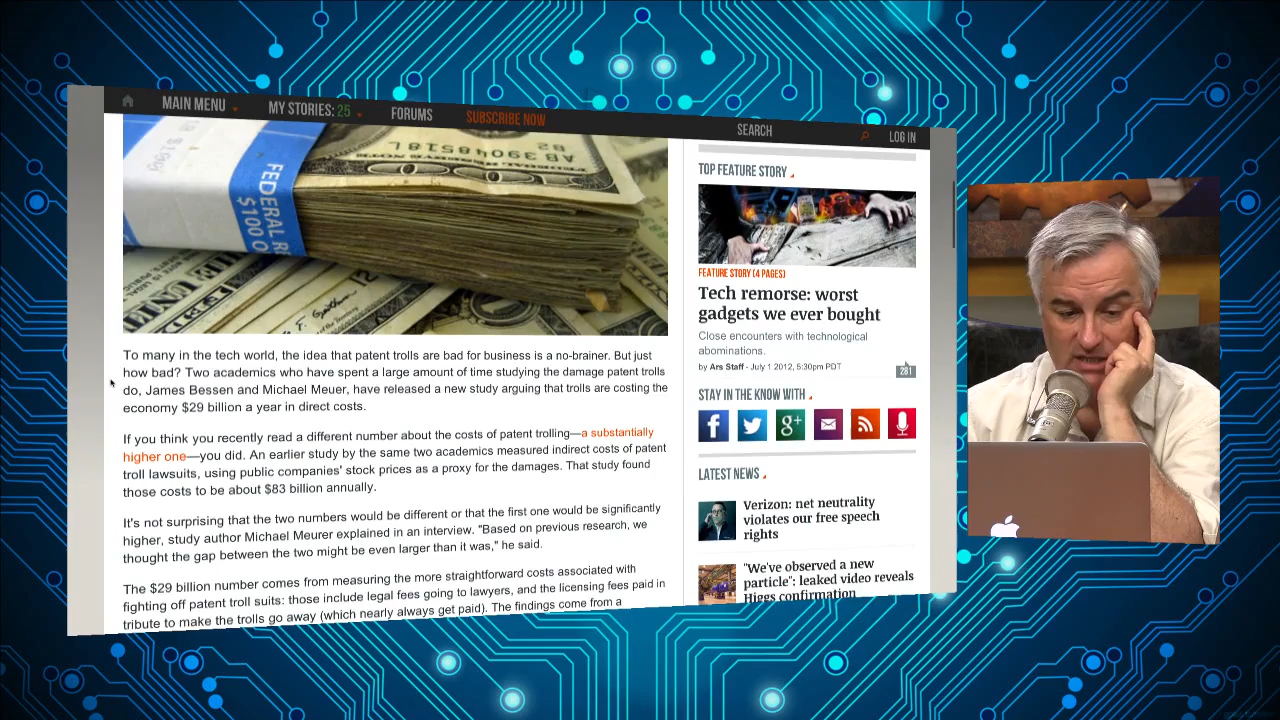 MAIN MENU
MY STORIES: 25
FORUMS
SUBSCRIBE NOW
SEARCH
LOG IN
AB39048518L
B2
FEDERAL R
$100
TOP FEATURE STORY
FEATURE STORY (4 PAGES)
Tech remorse: worst
gadgets we ever bought
Close encounters with technological
abominations.
by Ars Staff - July 1 2012, 5:30pm PDT
281
STAY IN THE KNOW WITH
f
g+
LATEST NEWS
Verizon: net neutrality
violates our free speech
rights
"We've observed a new
particle": leaked video reveals
Higgs confirmation
To many in the tech world, the idea that patent trolls are bad for business is a no-brainer. But just
how bad? Two academics who have spent a large amount of time studying the damage patent trolls
do, James Bessen and Michael Meuer, have released a new study arguing that trolls are costing the
economy $29 billion a year in direct costs.
If you think you recently read a different number about the costs of patent trolling—a substantially
higher one—you did. An earlier study by the same two academics measured indirect costs of patent
troll lawsuits, using public companies' stock prices as a proxy for the damages. That study found
those costs to be about $83 billion annually.
It's not surprising that the two numbers would be different or that the first one would be significantly
higher, study author Michael Meurer explained in an interview. "Based on previous research, we
thought the gap between the two might be even larger than it was," he said.
The $29 billion number comes from measuring the more straightforward costs associated with
fighting off patent troll suits: those include legal fees going to lawyers, and the licensing fees paid in
tribute to make the trolls go away (which nearly always get paid). The findings come from a